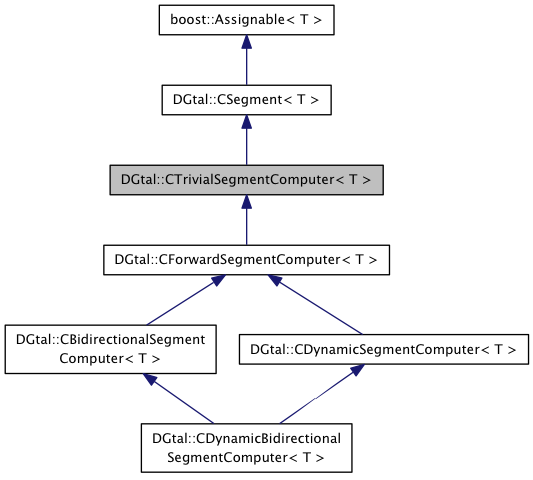 boost::Assignable< T >
DGtal::CSegment< T >
DGtal::CTrivialSegmentComputer< T >
DGtal::CForwardSegmentComputer< T >
DGtal::CBidirectionalSegment
Computer< T >
DGtal::CDynamicSegmentComputer< T >
DGtal::CDynamicBidirectional
SegmentComputer< T >